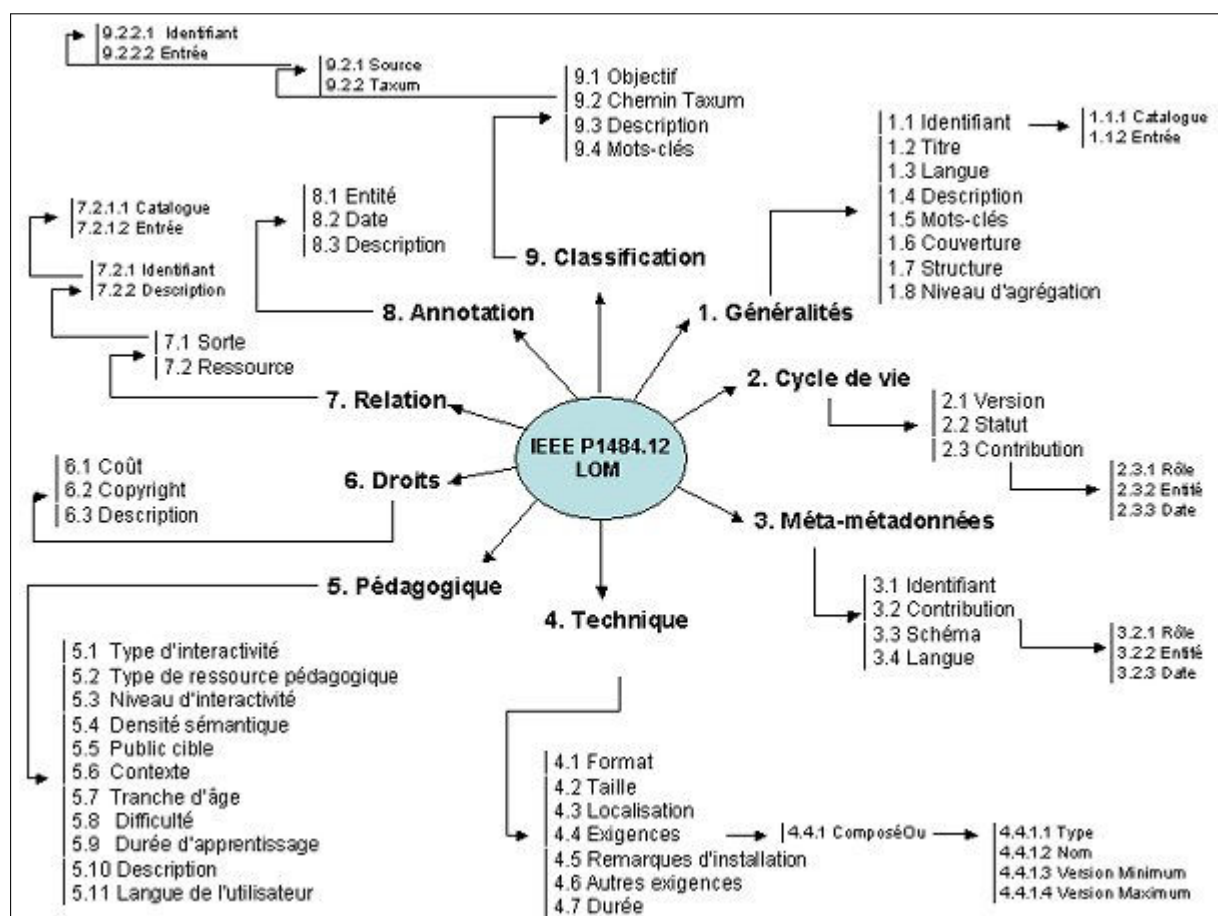 IEEE P1484.12
LOM
1. Généralités
1.1 Identifiant
1.2 Titre
1.3 Langue
1.4 Description
1.5 Mots-clés
1.6 Couverture
1.7 Structure
1.8 Niveau d'agrégation
1.1.1 Catalogue
1.1.2 Entrée
2. Cycle de vie
2.1 Version
2.2 Statut
2.3 Contribution
2.3.1 Rôle
2.3.2 Entité
2.3.3 Date
3. Méta-métadonnées
3.1 Identifiant
3.2 Contribution
3.3 Schéma
3.4 Langue
3.2.1 Rôle
3.2.2 Entité
3.2.3 Date
4. Technique
4.1 Format
4.2 Taille
4.3 Localisation
4.4 Exigences
4.5 Remarques d'installation
4.6 Autres exigences
4.7 Durée
4.4.1 ComposéOu
4.4.1.1 Type
4.4.1.2 Nom
4.4.1.3 Version Minimum
4.4.1.4 Version Maximum
5. Pédagogique
5.1 Type d'interactivité
5.2 Type de ressource pédagogique
5.3 Niveau d'interactivité
5.4 Densité sémantique
5.5 Public cible
5.6 Contexte
5.7 Tranche d'âge
5.8 Difficulté
5.9 Durée d'apprentissage
5.10 Description
5.11 Langue de l'utilisateur
6. Droits
6.1 Coût
6.2 Copyright
6.3 Description
7. Relation
7.1 Sorte
7.2 Ressource
7.2.1 Identifiant
7.2.2 Description
7.2.1.1 Catalogue
7.2.1.2 Entrée
8. Annotation
8.1 Entité
8.2 Date
8.3 Description
9. Classification
9.1 Objectif
9.2 Chemin Taxum
9.3 Description
9.4 Mots-clés
9.2.1 Source
9.2.2 Taxum
9.2.2.1 Identifiant
9.2.2.2 Entrée